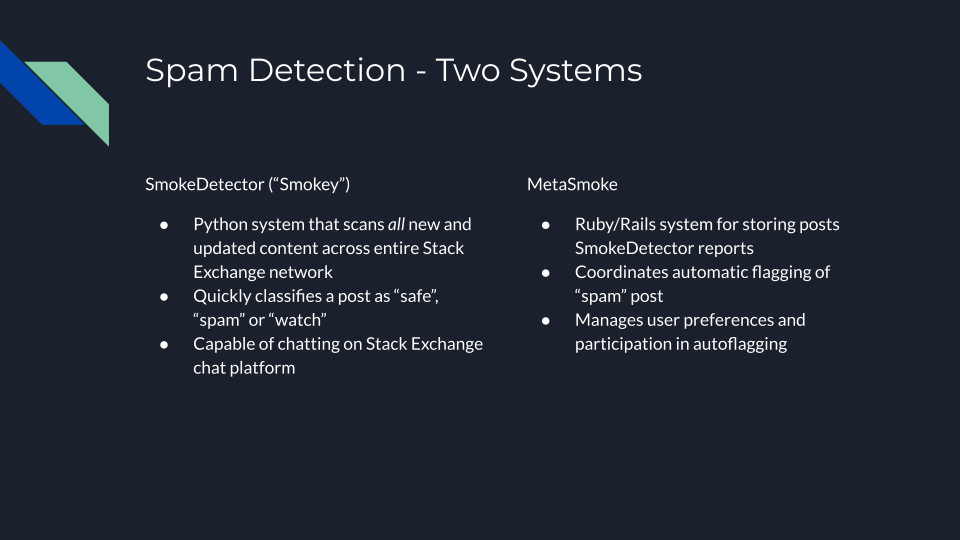 Spam Detection - Two Systems
SmokeDetector (“Smokey”)
● Python system that scans all new and
updated content across entire Stack
Exchange network
● Quickly classifies a post as “safe”,
“spam” or “watch”
● Capable of chatting on Stack Exchange
chat platform
MetaSmoke
● Ruby/Rails system for storing posts
SmokeDetector reports
● Coordinates automatic flagging of
“spam” post
● Manages user preferences and
participation in autoflagging